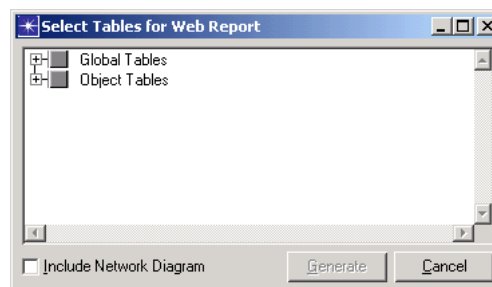 Select Tables for Web Report
Global Tables
Object Tables
Include Network Diagram
Generate
Cancel